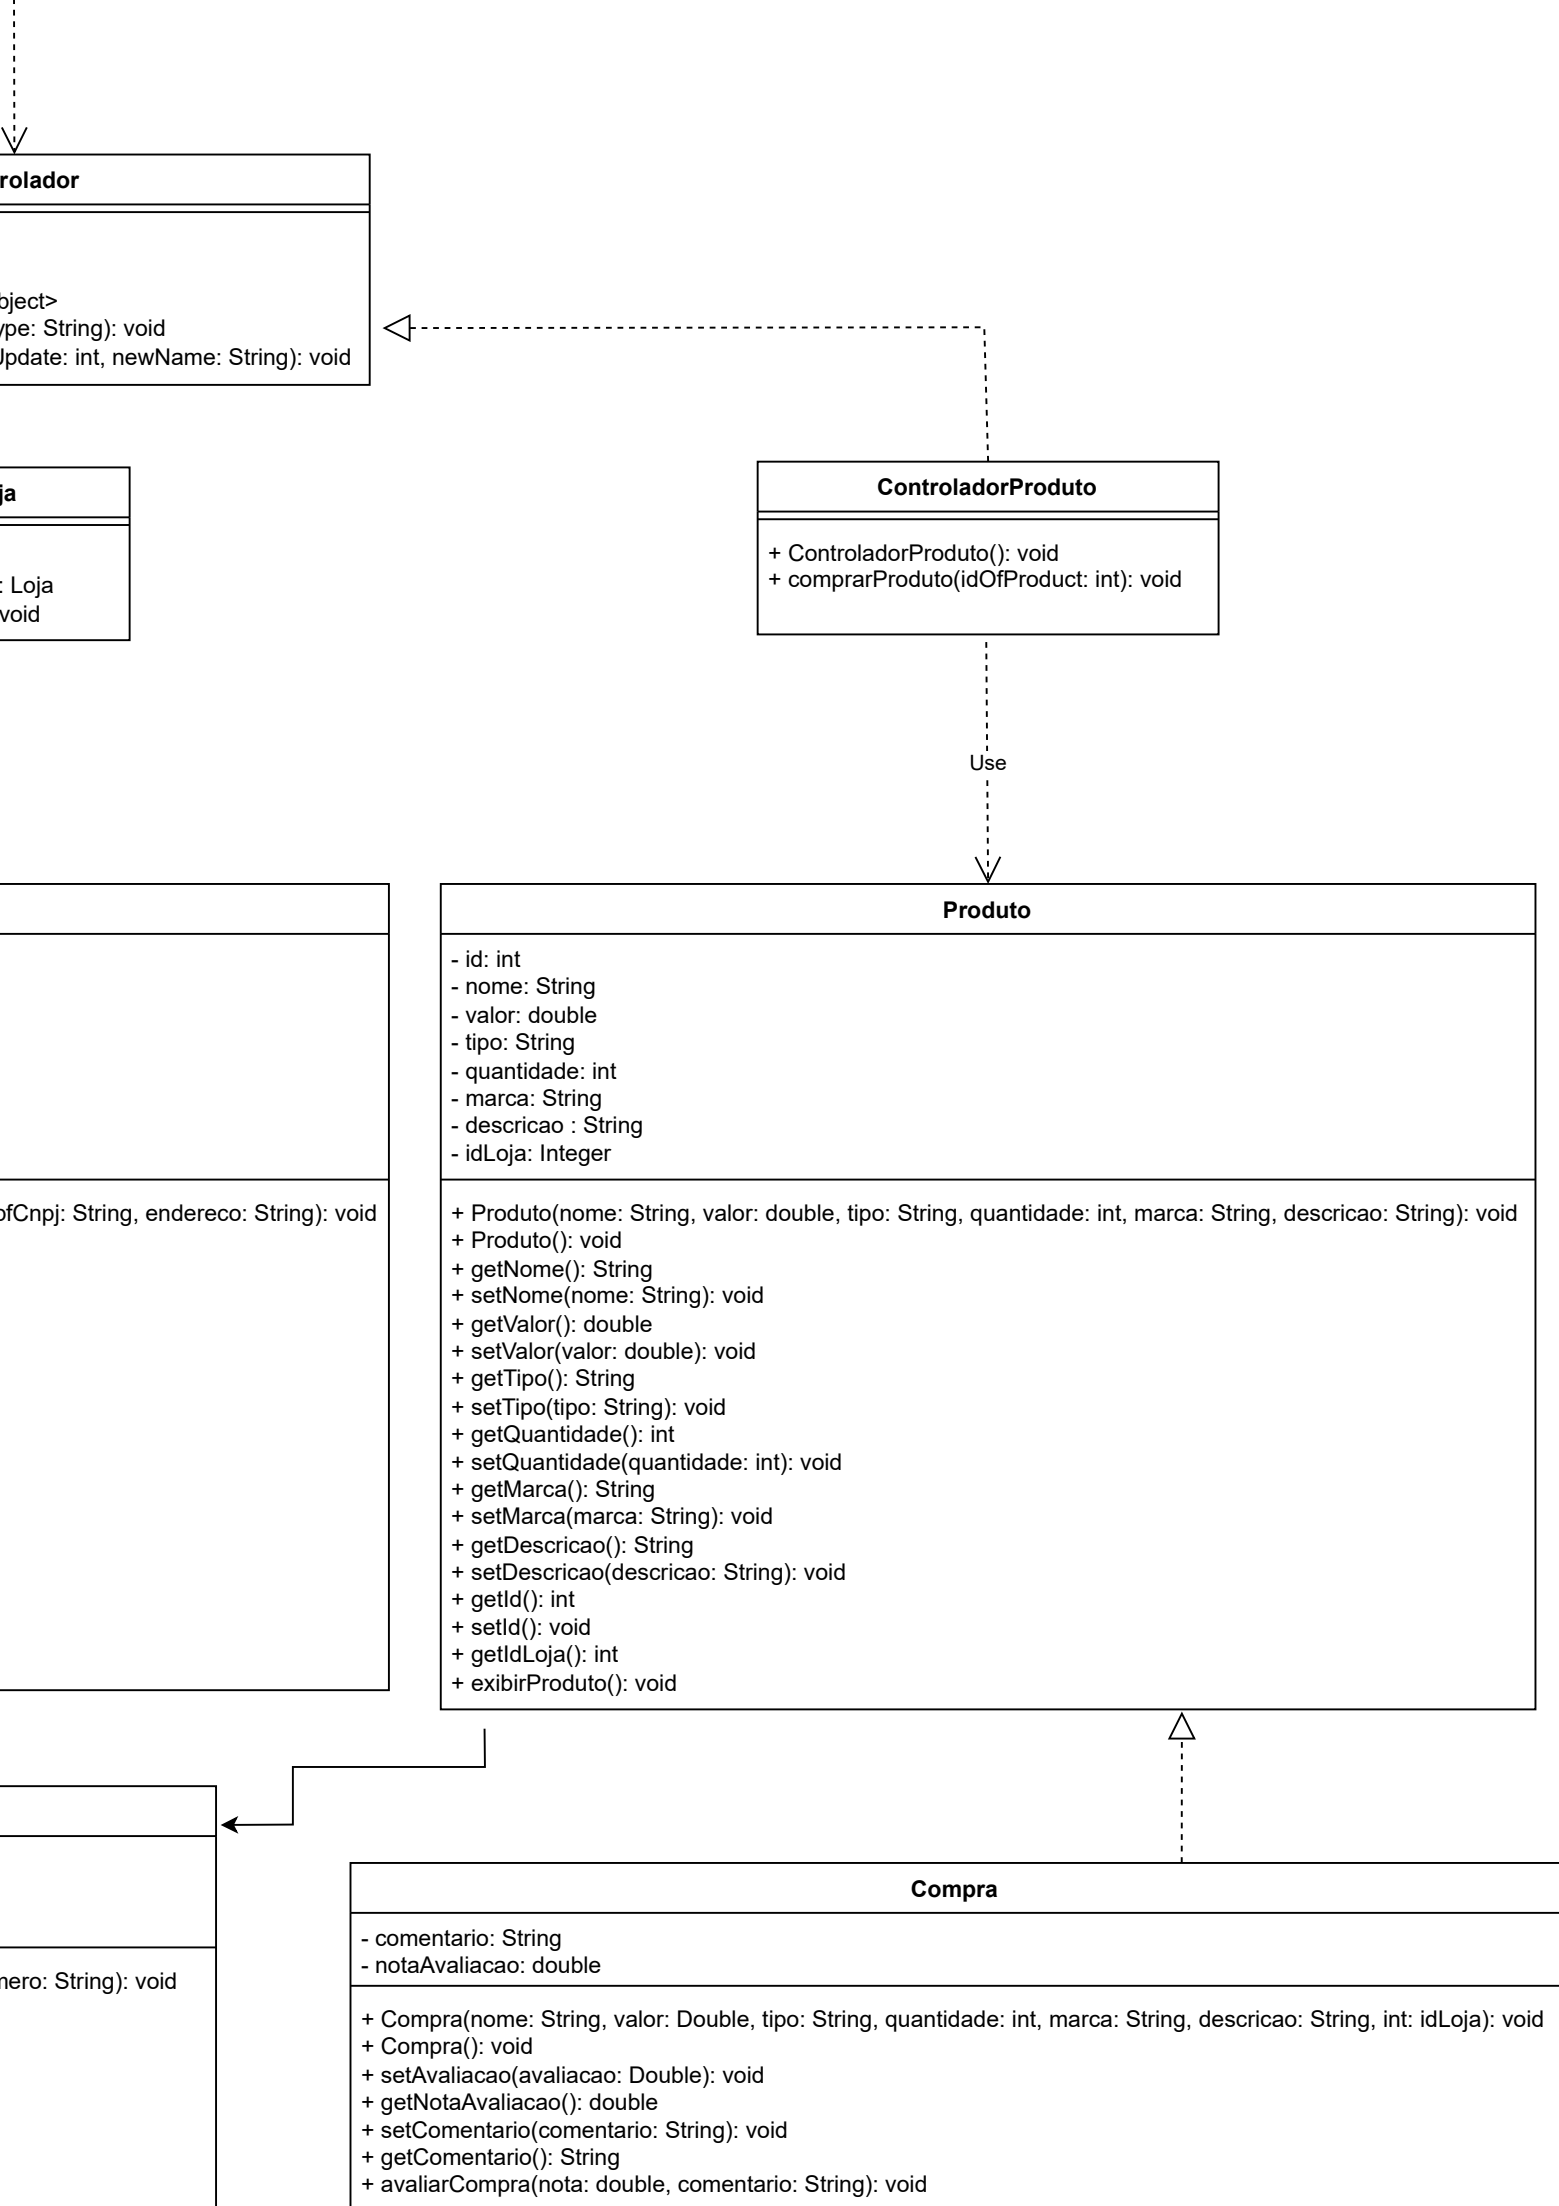 rolador
bject>
ype: String): void
Update: int, newName: String): void
ja
: Loja
void
ControladorProduto
+ ControladorProduto(): void
+ comprarProduto(idOfProduct: int): void
Use
ofCnpj: String, endereco: String): void
Produto
- id: int
- nome: String
- valor: double
- tipo: String
- quantidade: int
- marca: String
- descricao : String
- idLoja: Integer
+ Produto(nome: String, valor: double, tipo: String, quantidade: int, marca: String, descricao: String): void
+ Produto(): void
+ getNome(): String
+ setNome(nome: String): void
+ getValor(): double
+ setValor(valor: double): void
+ getTipo(): String
+ setTipo(tipo: String): void
+ getQuantidade(): int
+ setQuantidade(quantidade: int): void
+ getMarca(): String
+ setMarca(marca: String): void
+ getDescricao(): String
+ setDescricao(descricao: String): void
+ getId(): int
+ setId(): void
+ getIdLoja(): int
+ exibirProduto(): void
mero: String): void
Compra
- comentario: String
- notaAvaliacao: double
+ Compra(nome: String, valor: Double, tipo: String, quantidade: int, marca: String, descricao: String, int: idLoja): void
+ Compra(): void
+ setAvaliacao(avaliacao: Double): void
+ getNotaAvaliacao(): double
+ setComentario(comentario: String): void
+ getComentario(): String
+ avaliarCompra(nota: double, comentario: String): void